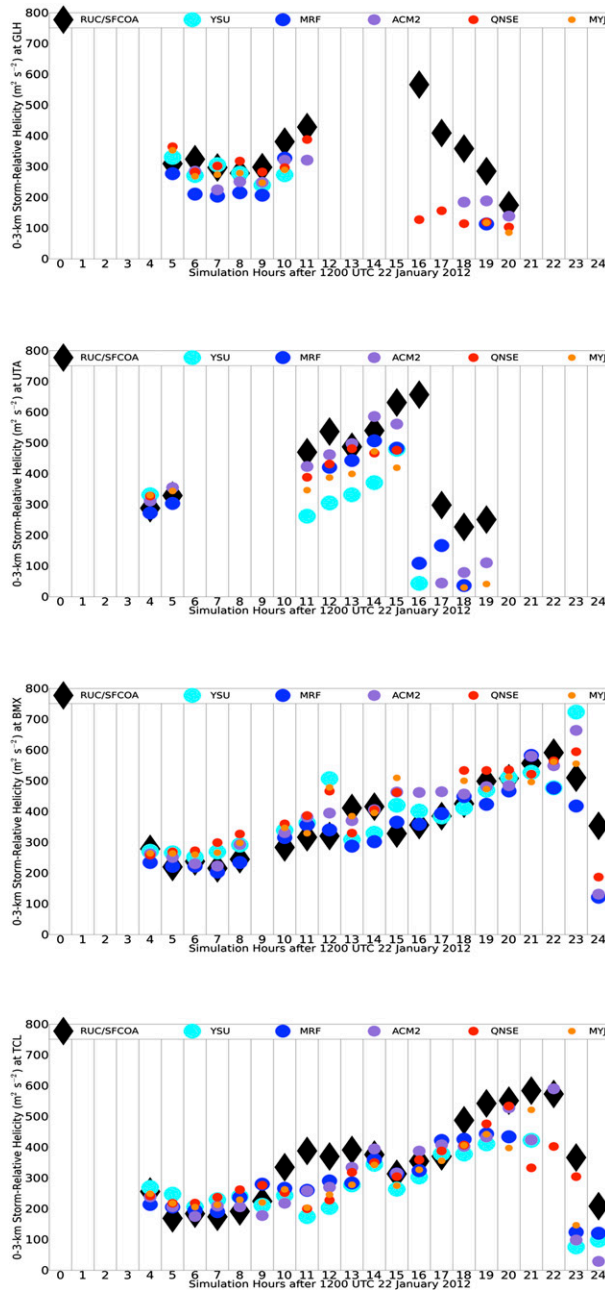 800 RUC/SFCOA YSU MRF ACM2 QNSE MYJ
700
600
500
400
300
200
100
0
0-3-km Storm-Relative Helicity (m² s⁻²) at GLH
0 1 2 3 4 5 6 7 8 9 10 11 12 13 14 15 16 17 18 19 20 21 22 23 24
Simulation Hours after 1200 UTC 22 January 2012
800 RUC/SFCOA YSU MRF ACM2 QNSE MYJ
700
600
500
400
300
200
100
0
0-3-km Storm-Relative Helicity (m² s⁻²) at UTA
0 1 2 3 4 5 6 7 8 9 10 11 12 13 14 15 16 17 18 19 20 21 22 23 24
Simulation Hours after 1200 UTC 22 January 2012
800 RUC/SFCOA YSU MRF ACM2 QNSE MYJ
700
600
500
400
300
200
100
0
0-3-km Storm-Relative Helicity (m² s⁻²) at BMX
0 1 2 3 4 5 6 7 8 9 10 11 12 13 14 15 16 17 18 19 20 21 22 23 24
Simulation Hours after 1200 UTC 22 January 2012
800 RUC/SFCOA YSU MRF ACM2 QNSE MYJ
700
600
500
400
300
200
100
0
0-3-km Storm-Relative Helicity (m² s⁻²) at TCL
0 1 2 3 4 5 6 7 8 9 10 11 12 13 14 15 16 17 18 19 20 21 22 23 24
Simulation Hours after 1200 UTC 22 January 2012